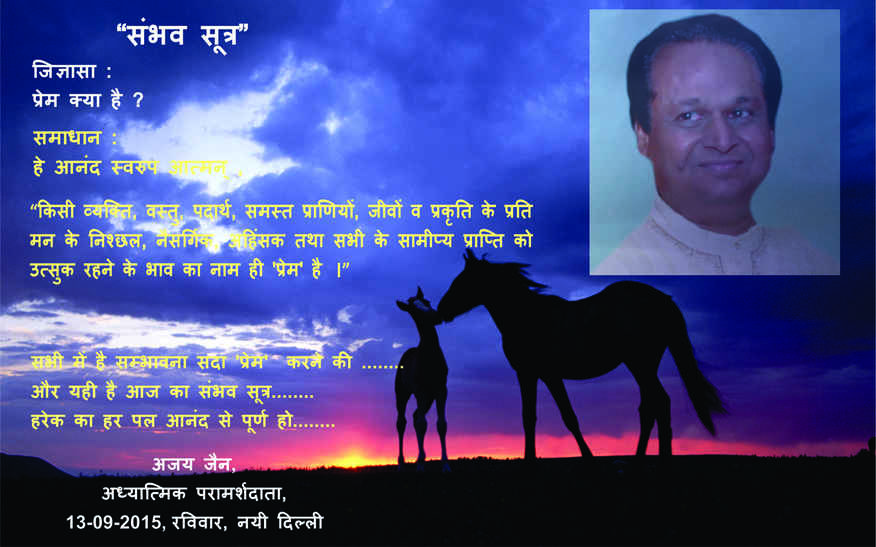 “संभव सूत्र”
जिज्ञासा :
प्रेम क्या है ?
समाधान :
हे आनंद स्वरुप आत्मन् ,
“किसी व्यक्ति, वस्तु, पदार्थ, समस्त प्राणियों, जीवों व प्रकृति के प्रति
मन के निश्छल, नैसर्गिक, अहिंसक तथा सभी के सामीप्य प्राप्ति को
उत्सुक रहने के भाव का नाम ही 'प्रेम' है ।”
सभी में है सम्भावना सदा 'प्रेम' करने की ........
और यही है आज का संभव सूत्र........
हरेक का हर पल आनंद से पूर्ण हो........
अजय जैन,
अध्यात्मिक परामर्शदाता,
13-09-2015, रविवार, नयी दिल्ली